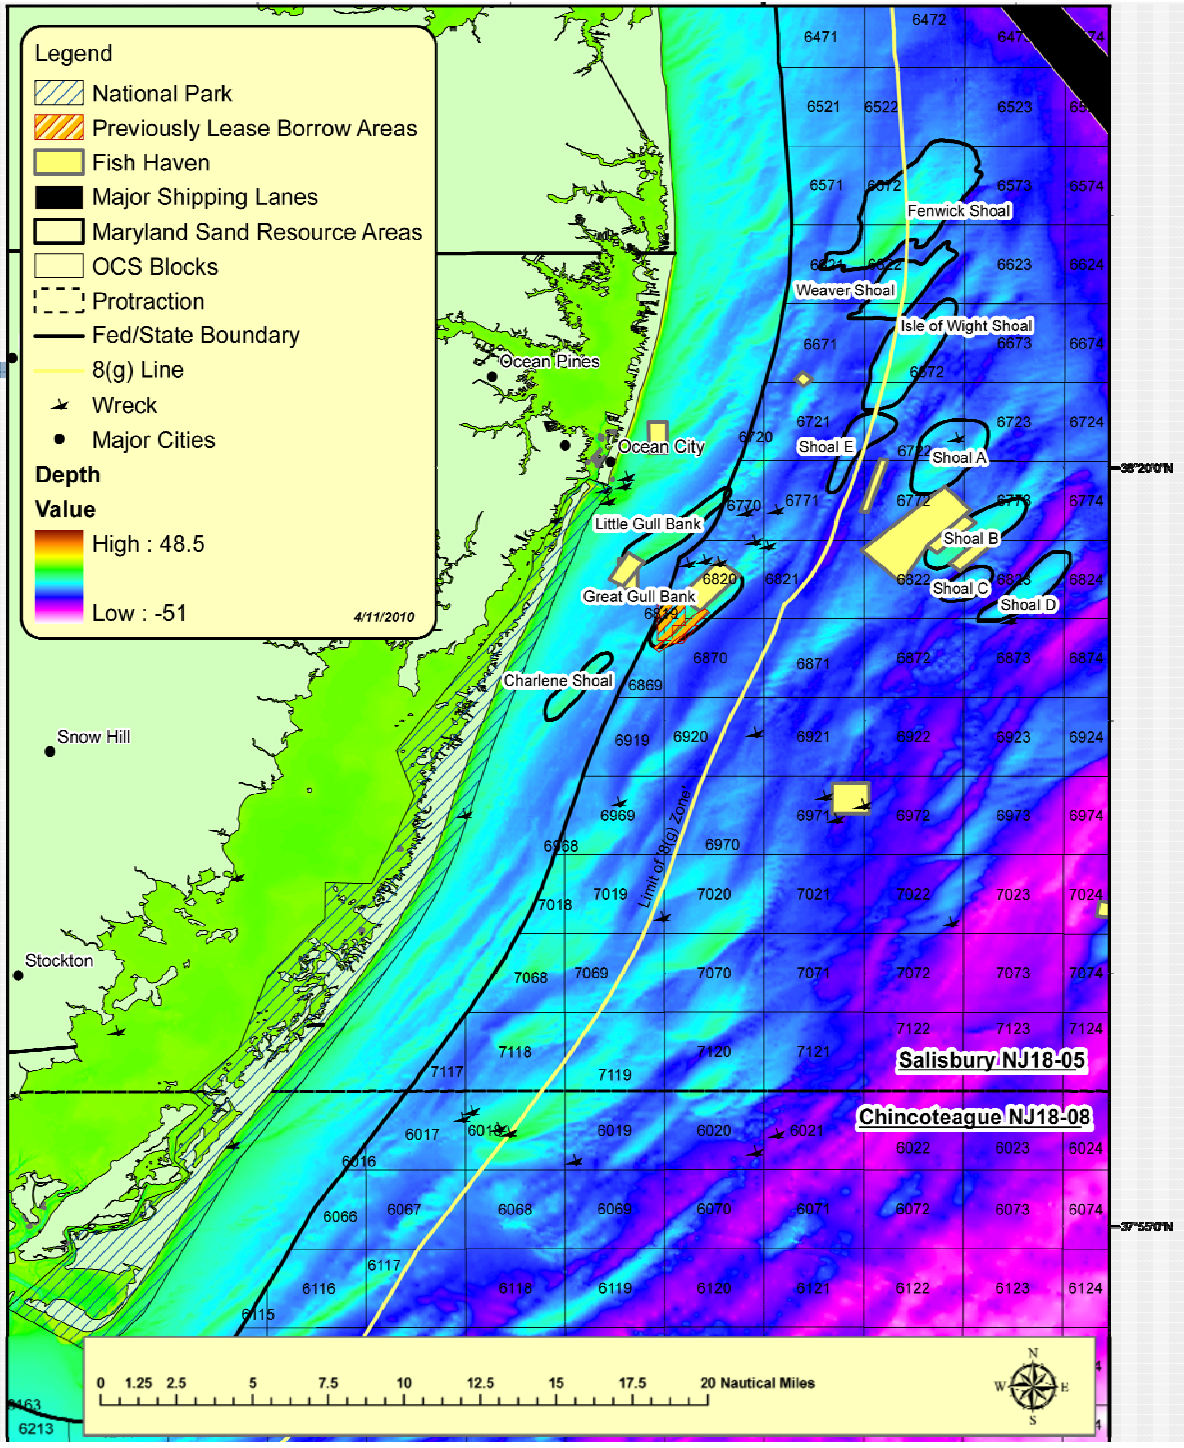 Legend
National Park
Previously Lease Borrow Areas
Fish Haven
Major Shipping Lanes
Maryland Sand Resource Areas
OCS Blocks
Protraction
Fed/State Boundary
8(g) Line
Wreck
Major Cities
Depth
Value
High : 48.5
Low : -51
4/11/2010
6472
6471
6521 6522 6523
6571 6572 6573 6574
Fenwick Shoal
6621 6622 6623 6624
Weaver Shoal
Isle of Wight Shoal
6671 6673 6674
Ocean Pines
6672
6721 6723 6724
6720
Ocean City
Shoal E
6722
Shoal A
38°20'0"N
6770 6771 6772 6773 6774
Little Gull Bank
Shoal B
6820 6821 6822 6823 6824
Great Gull Bank
Shoal C
Shoal D
6819
6870 6871 6872 6873 6874
Charlene Shoal
6869
Snow Hill
6919 6920 6921 6922 6923 6924
6969 6971 6972 6973 6974
6968 6970
Limit of '8(g) Zone'
7019 7020 7021 7022 7023 7024
7018
Stockton
7068 7069 7070 7071 7072 7073 7074
7122 7123 7124
7118 7120 7121
Salisbury NJ18-05
7117 7119
Chincoteague NJ18-08
6017 6018 6019 6020 6021
6016 6022 6023 6024
6066 6067 6068 6069 6070 6071 6072 6073 6074
37°55'0"N
6117
6116 6118 6119 6120 6121 6122 6123 6124
6115
0 1.25 2.5 5 7.5 10 12.5 15 17.5 20 Nautical Miles
N
W E
S
6213